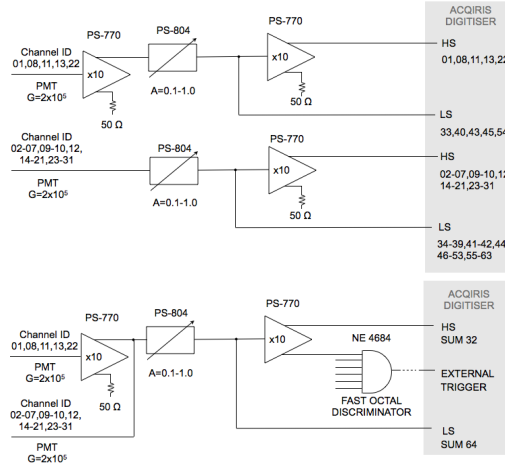 PS-770
PS-804
PS-770
ACQIRIS
DIGITISER
Channel ID
01,08,11,13,22
x10
x10
HS
01,08,11,13,22
PMT
G=2x10⁵
50 Ω
A=0.1-1.0
50 Ω
LS
33,40,43,45,54
Channel ID
02-07,09-10,12,
14-21,23-31
PS-804
PS-770
HS
02-07,09-10,12
14-21,23-31
x10
PMT
G=2x10⁵
A=0.1-1.0
50 Ω
LS
34-39,41-42,44
46-53,55-63
PS-770
PS-804
PS-770
ACQIRIS
DIGITISER
Channel ID
01,08,11,13,22
x10
x10
NE 4684
HS
SUM 32
PMT
G=2x10⁵
50 Ω
A=0.1-1.0
EXTERNAL
TRIGGER
Channel ID
02-07,09-10,12,
14-21,23-31
FAST OCTAL
DISCRIMINATOR
PMT
G=2x10⁵
LS
SUM 64